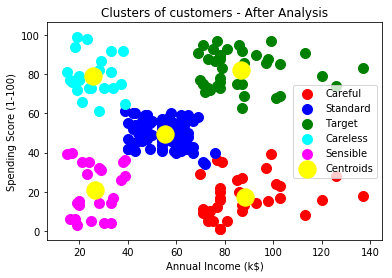 Clusters of customers - After Analysis
Spending Score (1-100)
100
80
60
40
20
0
Careful
Standard
Target
Careless
Sensible
Centroids
20 40 60 80 100 120 140
Annual Income (k$)